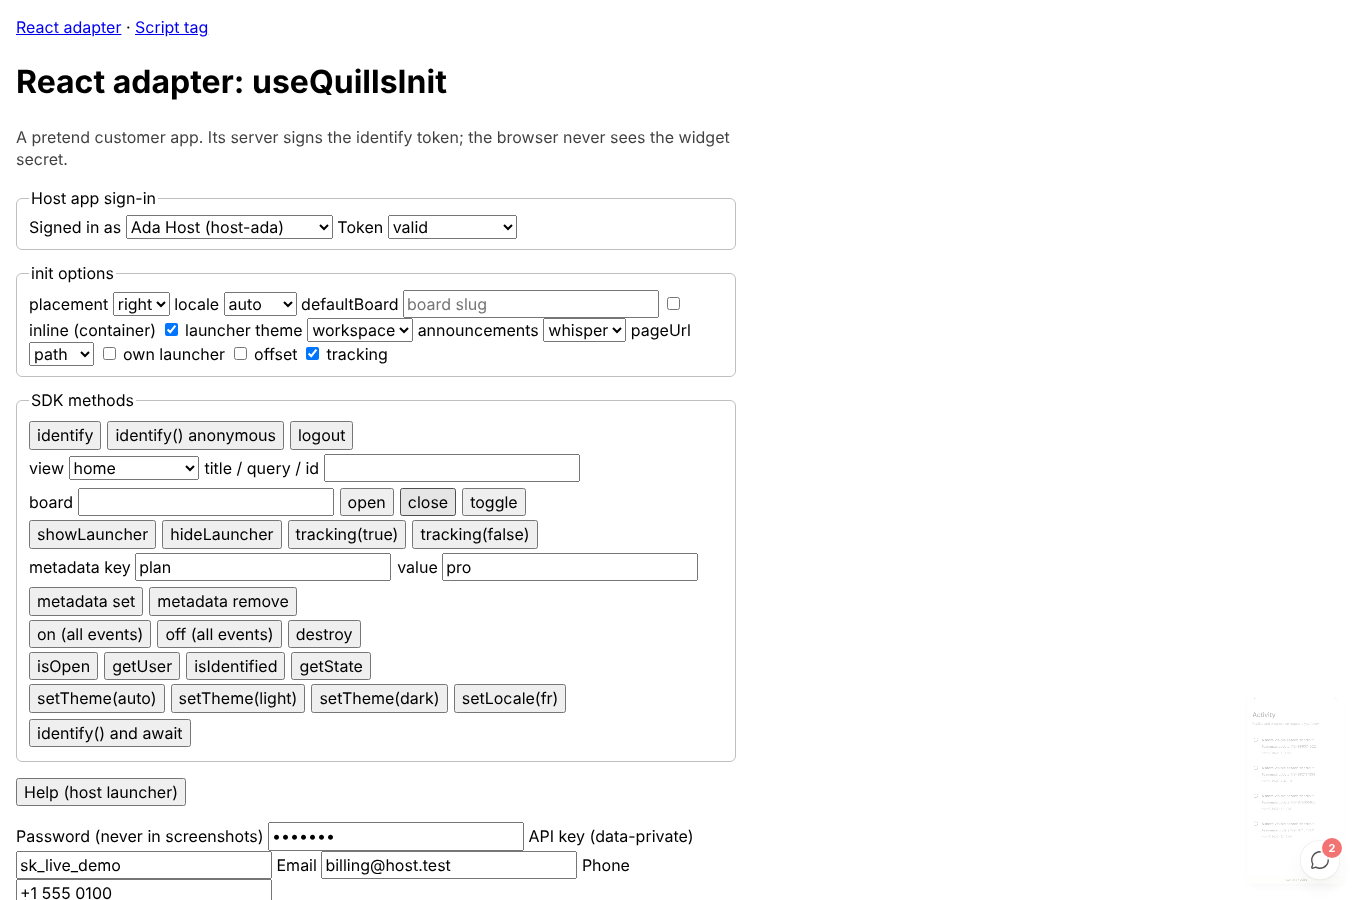 React adapter · Script tag
React adapter: useQuillsInit
A pretend customer app. Its server signs the identify token; the browser never sees the widget
secret.
Host app sign-in
Signed in as Ada Host (host-ada) Token valid
init options
placement right locale auto defaultBoard board slug
inline (container) launcher theme workspace announcements whisper pageUrl
path own launcher offset tracking
SDK methods
identify identify() anonymous logout
view home title / query / id
board open close toggle
showLauncher hideLauncher tracking(true) tracking(false)
metadata key plan value pro
metadata set metadata remove
on (all events) off (all events) destroy
isOpen getUser isIdentified getState
setTheme(auto) setTheme(light) setTheme(dark) setLocale(fr)
identify() and await
Help (host launcher)
Password (never in screenshots) ••••••• API key (data-private)
sk_live_demo Email billing@host.test Phone
+1 555 0100
Activity
2